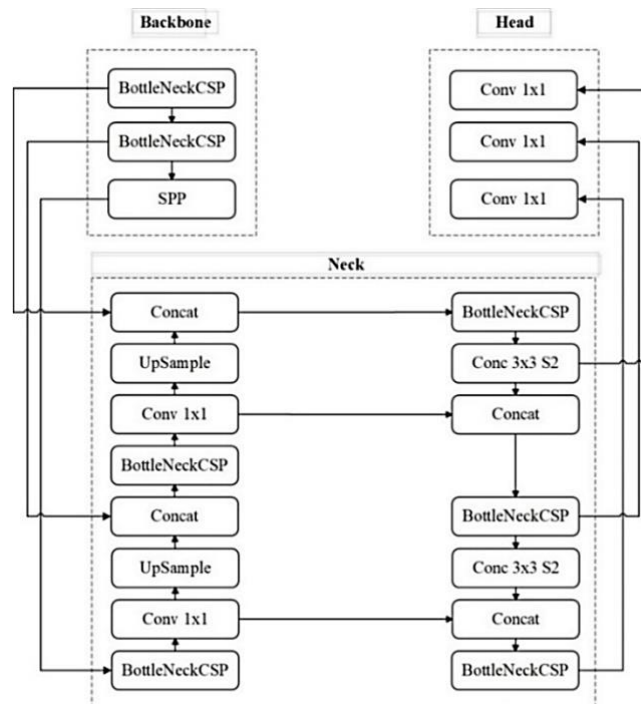 Backbone
BottleNeckCSP
BottleNeckCSP
SPP
Head
Conv 1x1
Conv 1x1
Conv 1x1
Neck
Concat
UpSample
Conv 1x1
BottleNeckCSP
Concat
UpSample
Conv 1x1
BottleNeckCSP
BottleNeckCSP
Conc 3x3 S2
Concat
BottleNeckCSP
Conc 3x3 S2
Concat
BottleNeckCSP